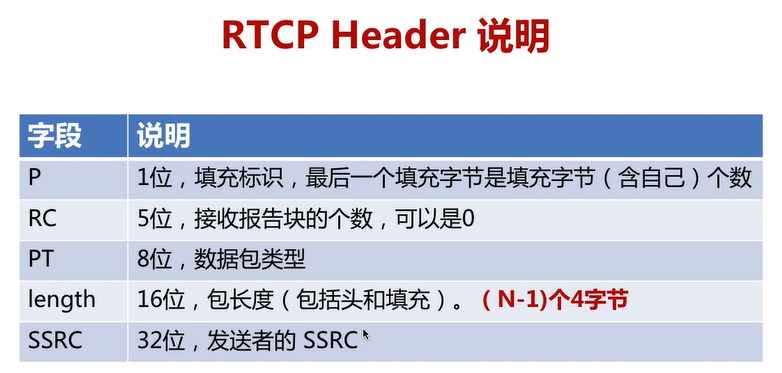 RTCP Header 说明
字段 说明
P 1位，填充标识，最后一个填充字节是填充字节（含自己）个数
RC 5位，接收报告块的个数，可以是0
PT 8位，数据包类型
length 16位，包长度（包括头和填充）。（N-1)个4字节
SSRC 32位，发送者的 SSRC